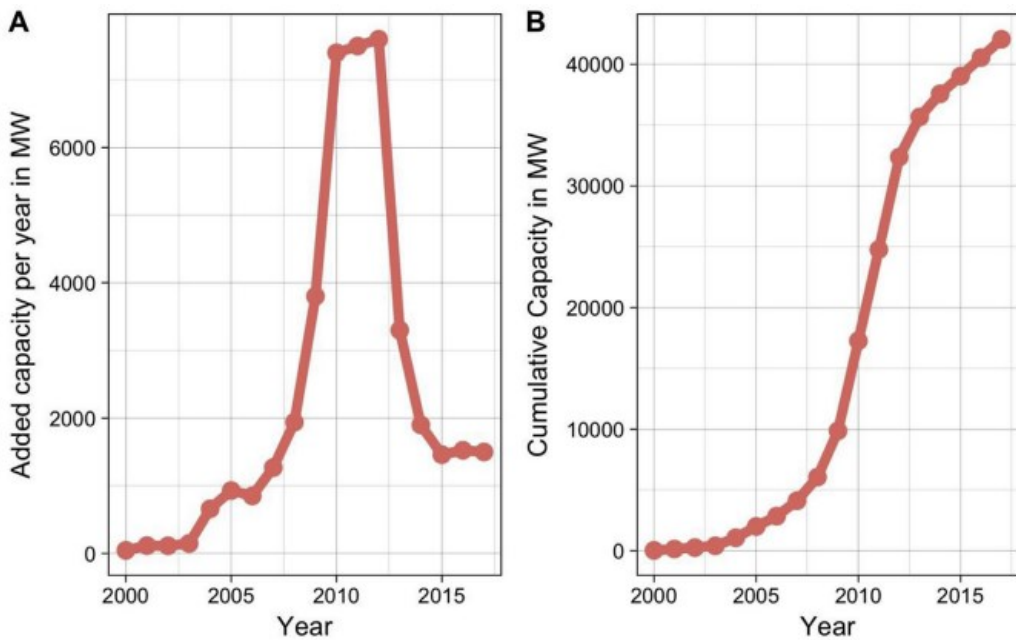 A
Added capacity per year in MW
6000
4000
2000
0
2000 2005 2010 2015
Year
B
Cumulative Capacity in MW
40000
30000
20000
10000
0
2000 2005 2010 2015
Year